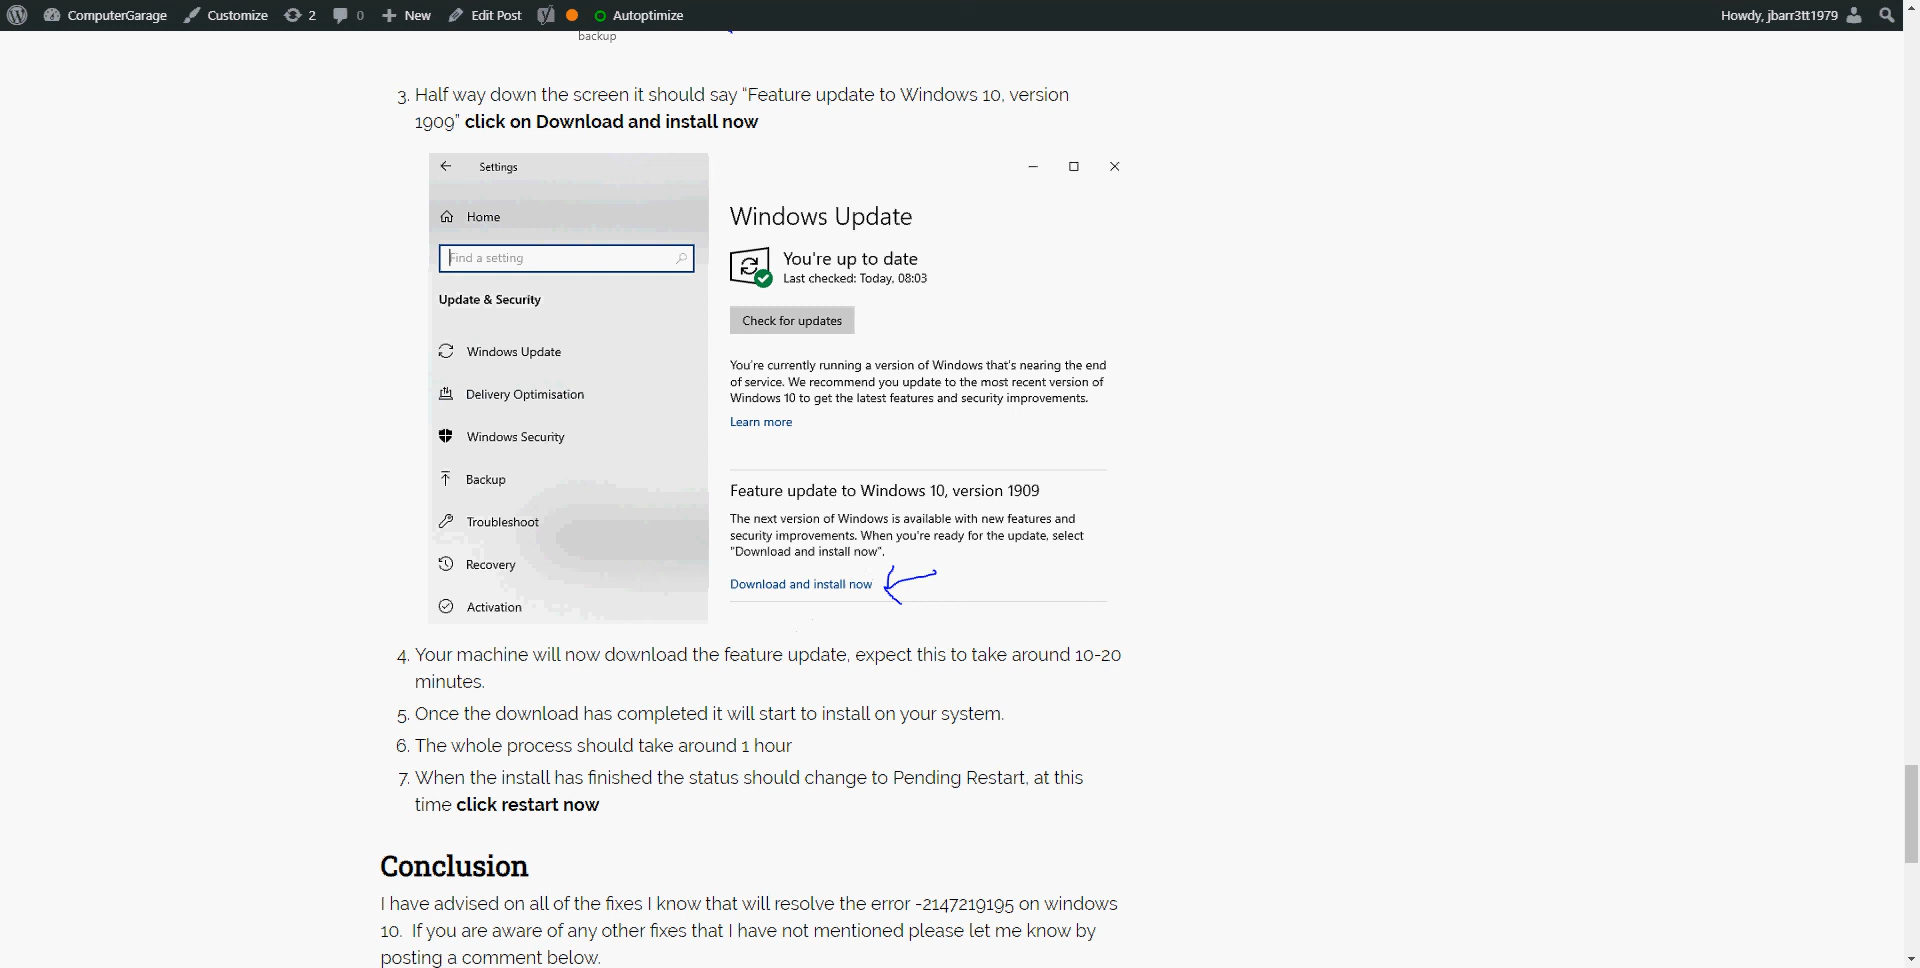 ComputerGarage Customize 2 0 New Edit Post Autoptimize Howdy, jbarr3tt1979
backup
3. Half way down the screen it should say “Feature update to Windows 10, version
1909” click on Download and install now
Settings
Home
Find a setting
Update & Security
Windows Update
Delivery Optimisation
Windows Security
Backup
Troubleshoot
Recovery
Activation
Windows Update
You're up to date
Last checked: Today, 08:03
Check for updates
You're currently running a version of Windows that's nearing the end
of service. We recommend you update to the most recent version of
Windows 10 to get the latest features and security improvements.
Learn more
Feature update to Windows 10, version 1909
The next version of Windows is available with new features and
security improvements. When you're ready for the update, select
"Download and install now".
Download and install now
4. Your machine will now download the feature update, expect this to take around 10-20
minutes.
5. Once the download has completed it will start to install on your system.
6. The whole process should take around 1 hour
7. When the install has finished the status should change to Pending Restart, at this
time click restart now
Conclusion
I have advised on all of the fixes I know that will resolve the error -2147219195 on windows
10. If you are aware of any other fixes that I have not mentioned please let me know by
posting a comment below.